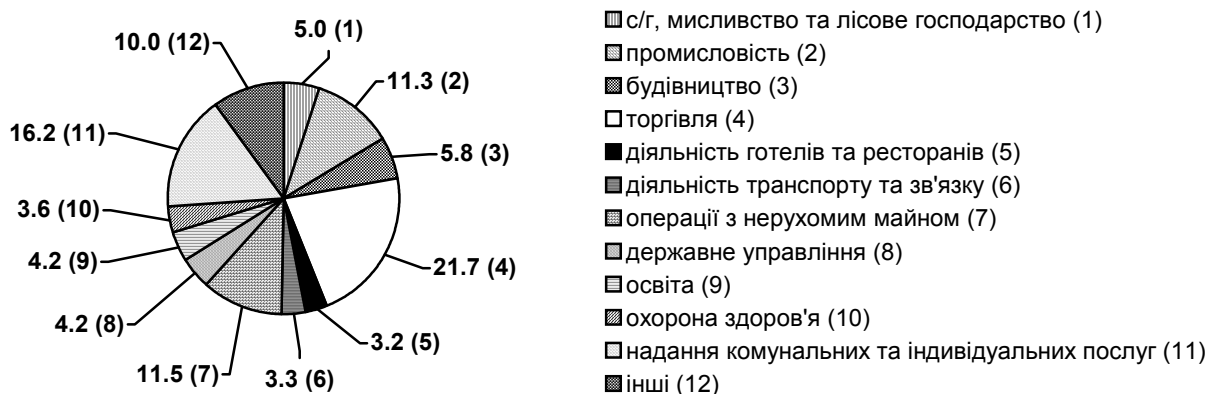 5.0 (1)
11.3 (2)
5.8 (3)
21.7 (4)
3.2 (5)
3.3 (6)
11.5 (7)
4.2 (8)
4.2 (9)
3.6 (10)
16.2 (11)
10.0 (12)
с/г, мисливство та лісове господарство (1)
промисловість (2)
будівництво (3)
торгівля (4)
діяльність готелів та ресторанів (5)
діяльність транспорту та зв'язку (6)
операції з нерухомим майном (7)
державне управління (8)
освіта (9)
охорона здоров'я (10)
надання комунальних та індивідуальних послуг (11)
інші (12)